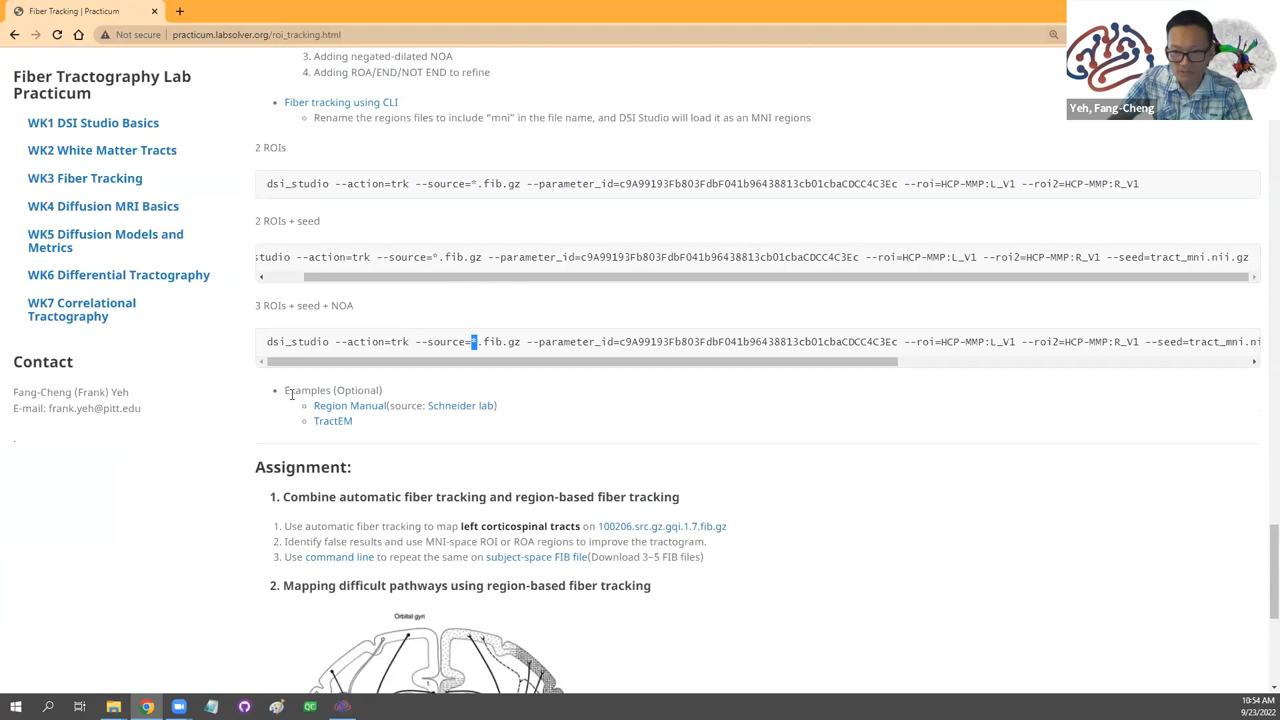 Fiber Tracking | Practicum
Not secure | practicum.labsolver.org/roi_tracking.html
Yeh, Fang-Cheng
Fiber Tractography Lab
Practicum
WK1 DSI Studio Basics
WK2 White Matter Tracts
WK3 Fiber Tracking
WK4 Diffusion MRI Basics
WK5 Diffusion Models and
Metrics
WK6 Differential Tractography
WK7 Correlational
Tractography
Contact
Fang-Cheng (Frank) Yeh
E-mail: frank.yeh@pitt.edu
.
3. Adding negated-dilated NOA
4. Adding ROA/END/NOT END to refine
Fiber tracking using CLI
Rename the regions files to include "mni" in the file name, and DSI Studio will load it as an MNI regions
2 ROIs
dsi_studio --action=trk --source=*.fib.gz --parameter_id=c9A99193Fb803FdbF041b96438813cb01cbaCDCC4C3Ec --roi=HCP-MMP:L_V1 --roi2=HCP-MMP:R_V1
2 ROIs + seed
studio --action=trk --source=*.fib.gz --parameter_id=c9A99193Fb803FdbF041b96438813cb01cbaCDCC4C3Ec --roi=HCP-MMP:L_V1 --roi2=HCP-MMP:R_V1 --seed=tract_mni.nii.gz
3 ROIs + seed + NOA
dsi_studio --action=trk --source=*.fib.gz --parameter_id=c9A99193Fb803FdbF041b96438813cb01cbaCDCC4C3Ec --roi=HCP-MMP:L_V1 --roi2=HCP-MMP:R_V1 --seed=tract_mni.ni
Examples (Optional)
Region Manual(source: Schneider lab)
TractEM
Assignment:
1. Combine automatic fiber tracking and region-based fiber tracking
1. Use automatic fiber tracking to map left corticospinal tracts on 100206.src.gz.gqi.1.7.fib.gz
2. Identify false results and use MNI-space ROI or ROA regions to improve the tractogram.
3. Use command line to repeat the same on subject-space FIB file(Download 3~5 FIB files)
2. Mapping difficult pathways using region-based fiber tracking
Orbital gyri
10:54 AM
9/23/2022